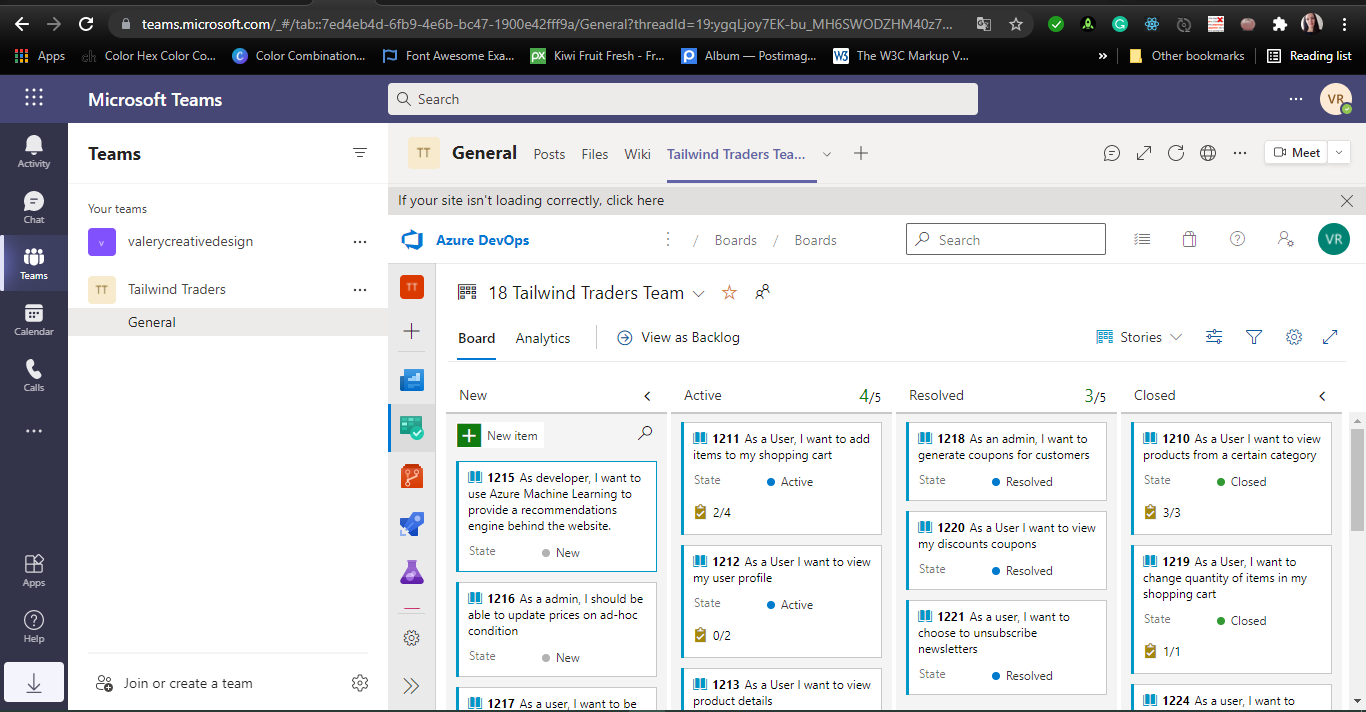 teams.microsoft.com/_#/tab::7ed4eb4d-6fb9-4e6b-bc47-1900e42fff9a/General?threadId=19:ygqLjoy7EK-bu_MH6SWODZHM40z7...
Apps
Color Hex Color Co...
Color Combination...
Font Awesome Exa...
Kiwi Fruit Fresh - Fr...
Album — Postimag...
The W3C Markup V...
»
Other bookmarks
Reading list
Microsoft Teams
Search
VR
Activity
Chat
Teams
Calendar
Calls
Apps
Help
Teams
Your teams
v
valerycreativedesign
TT
Tailwind Traders
General
Join or create a team
TT
General
Posts
Files
Wiki
Tailwind Traders Tea...
Meet
If your site isn't loading correctly, click here
Azure DevOps
/ Boards / Boards
Search
VR
TT
18 Tailwind Traders Team
Board
Analytics
View as Backlog
Stories
New
New item
1215 As developer, I want to
use Azure Machine Learning to
provide a recommendations
engine behind the website.
State
New
1216 As a admin, I should be
able to update prices on ad-hoc
condition
State
New
1217 As a user, I want to be
Active
4/5
1211 As a User, I want to add
items to my shopping cart
State
Active
2/4
1212 As a User I want to view
my user profile
State
Active
0/2
1213 As a User I want to view
product details
Resolved
3/5
1218 As an admin, I want to
generate coupons for customers
State
Resolved
1220 As a User I want to view
my discounts coupons
State
Resolved
1221 As a user, I want to
choose to unsubscribe
newsletters
State
Resolved
Closed
1210 As a User I want to view
products from a certain category
State
Closed
3/3
1219 As a User, I want to
change quantity of items in my
shopping cart
State
Closed
1/1
1224 As a user, I want to